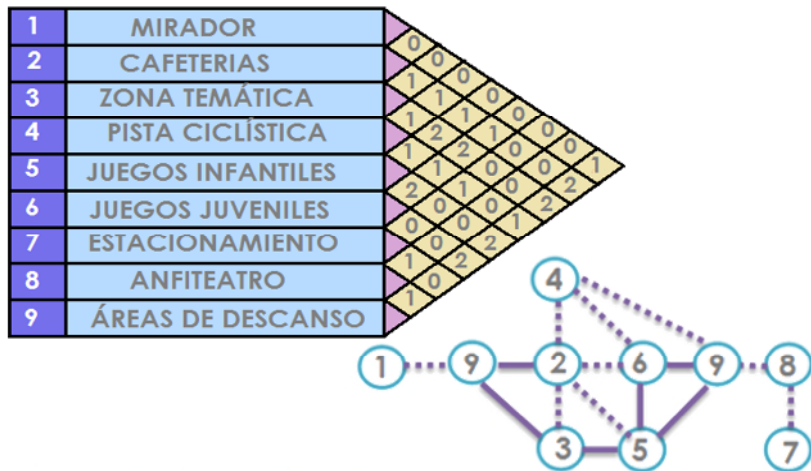 1 MIRADOR
2 CAFETERIAS
3 ZONA TEMÁTICA
4 PISTA CICLÍSTICA
5 JUEGOS INFANTILES
6 JUEGOS JUVENILES
7 ESTACIONAMIENTO
8 ANFITEATRO
9 ÁREAS DE DESCANSO
0 0 0 0 0 0 0 1
1 1 1 1 0 0 2
1 2 2 0 0 2
1 1 1 0 1
2 0 0 2
0 0 2
1 0
1
4
1 9 2 6 9 8
3 5 7